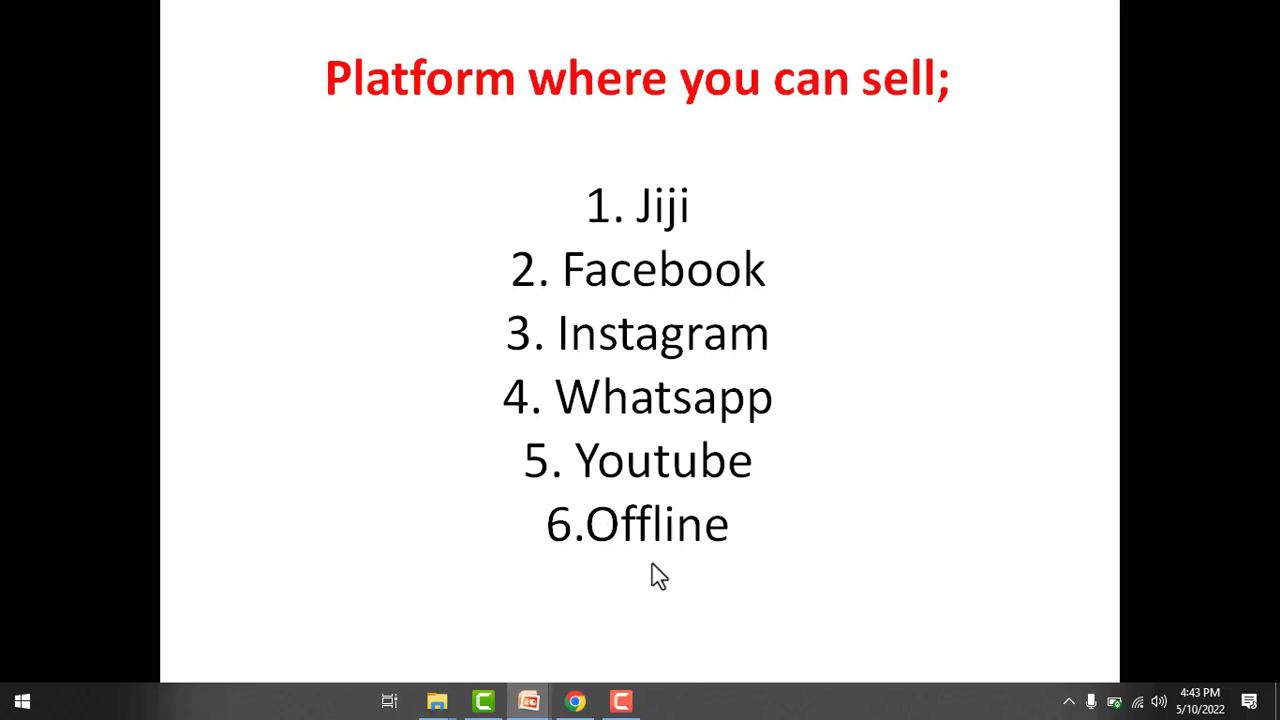 Platform where you can sell;
1. Jiji
2. Facebook
3. Instagram
4. Whatsapp
5. Youtube
6.Offline
4:43 PM
5/10/2022